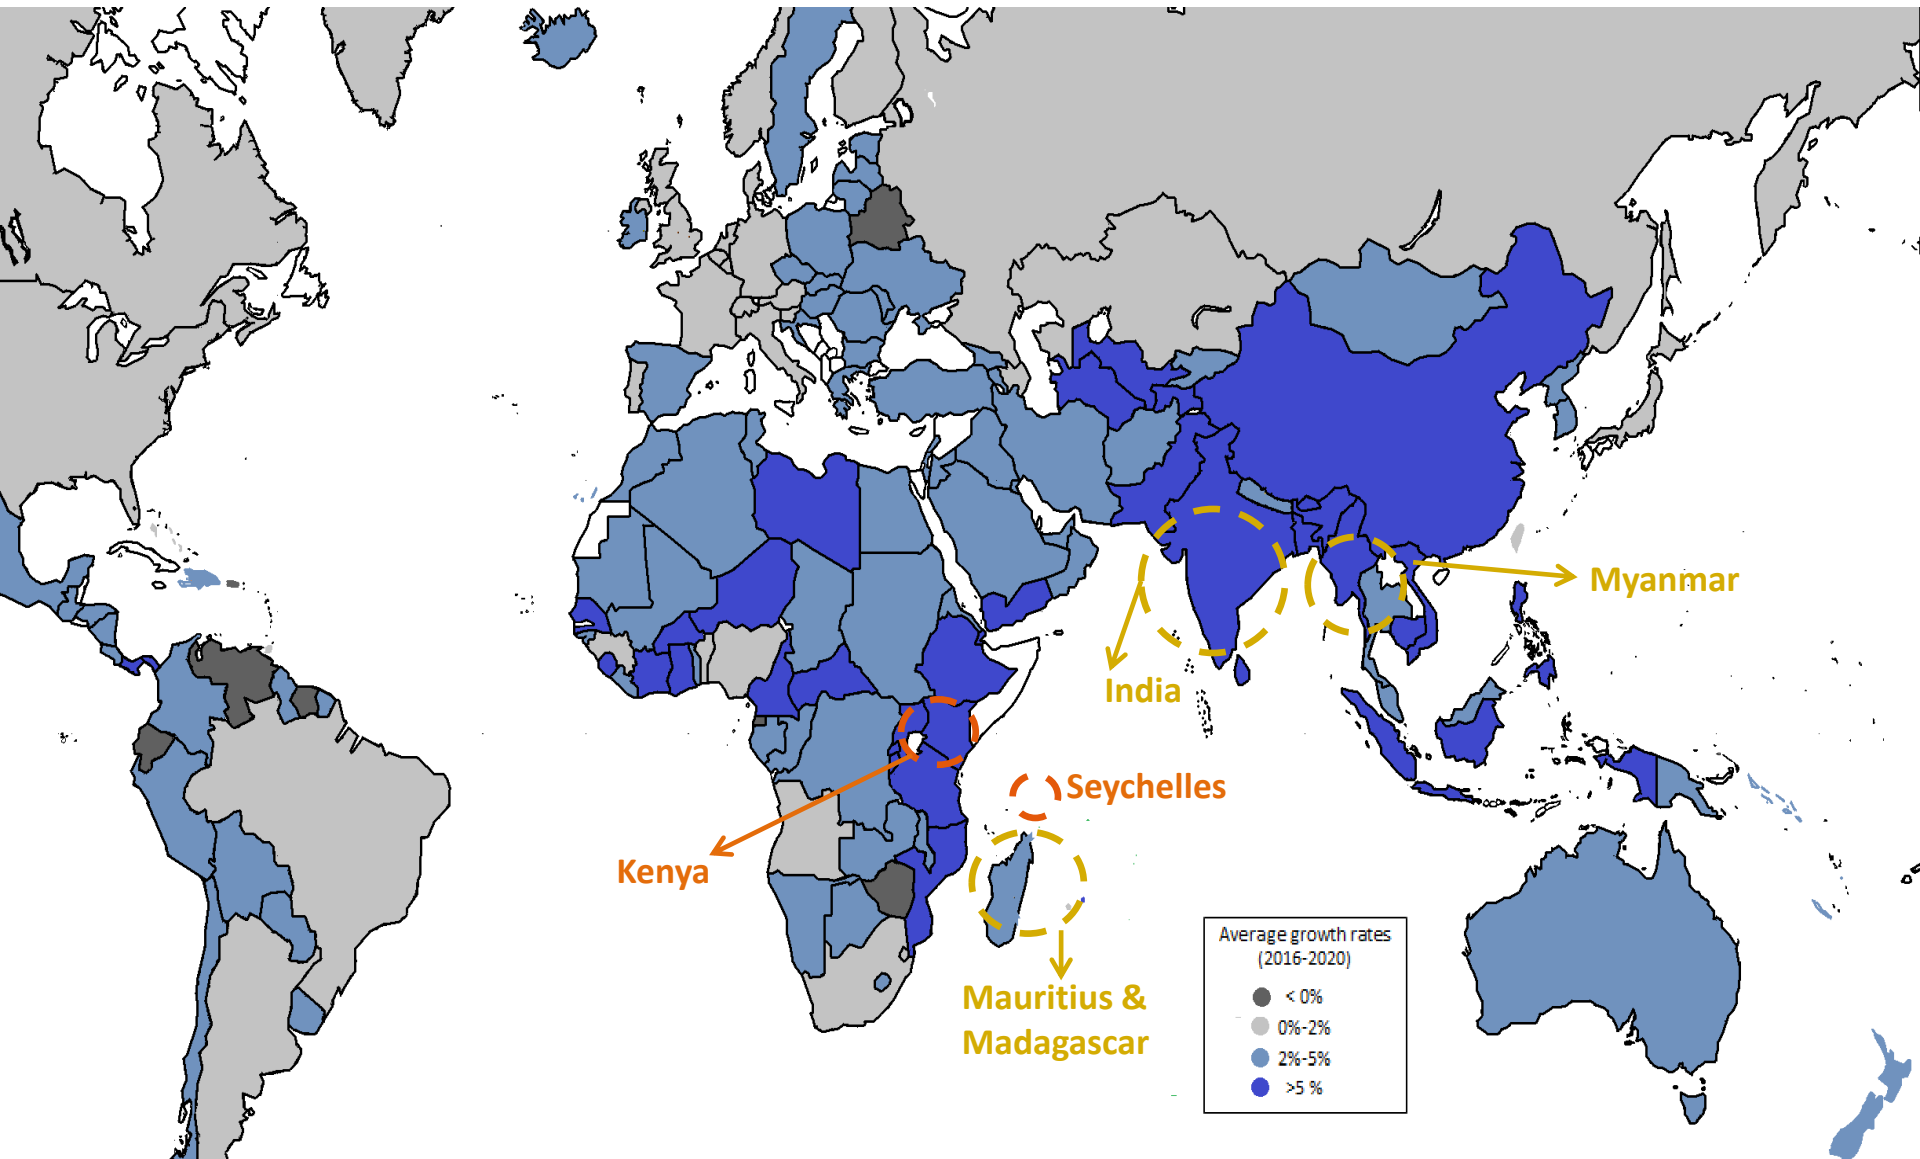 Myanmar
India
Seychelles
Kenya
Mauritius &
Madagascar
Average growth rates
(2016-2020)
< 0%
0%-2%
2%-5%
>5 %